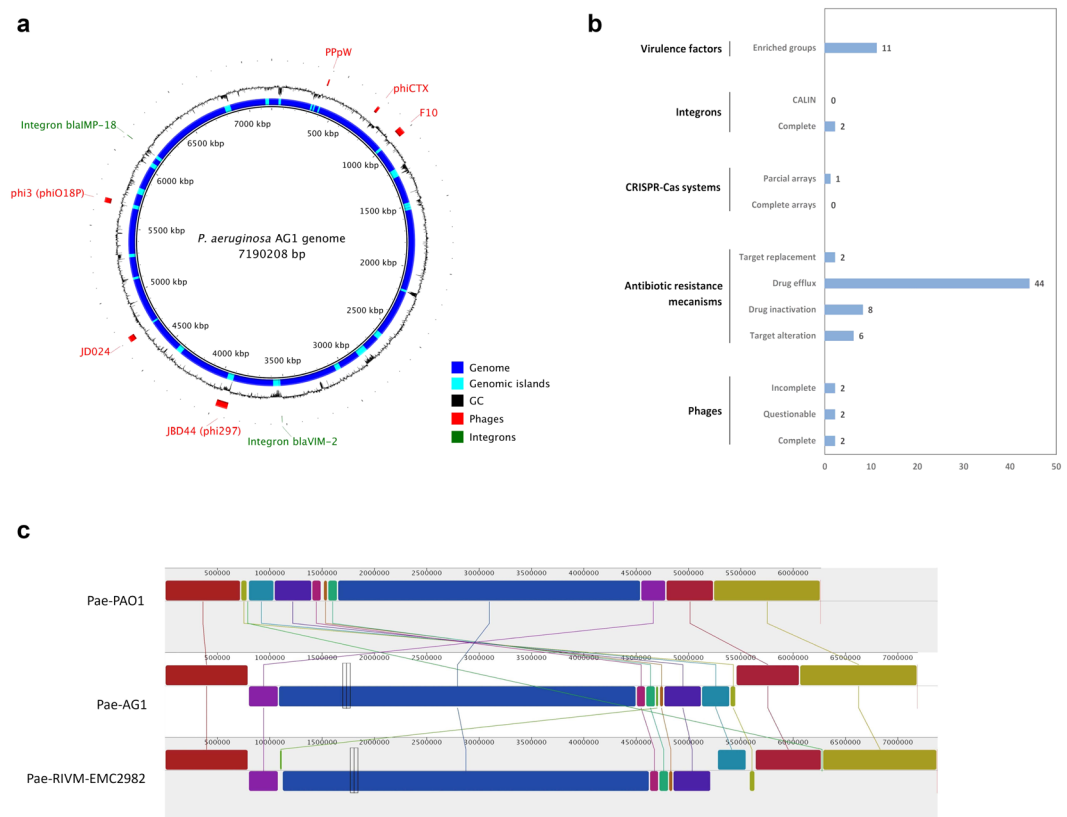 a
PPpW
phiCTX
F10
Integron blaIMP-18
phi3 (phiO18P)
JD024
JBD44 (phi297)
Integron blaVIM-2
7000 kbp
500 kbp
1000 kbp
1500 kbp
2000 kbp
2500 kbp
3000 kbp
3500 kbp
4000 kbp
4500 kbp
5000 kbp
5500 kbp
6000 kbp
6500 kbp
P. aeruginosa AG1 genome
7190208 bp
Genome
Genomic islands
GC
Phages
Integrons
b
Virulence factors
Enriched groups 11
Integrons
CALIN 0
Complete 2
CRISPR-Cas systems
Parcial arrays 1
Complete arrays 0
Antibiotic resistance
mecanisms
Target replacement 2
Drug efflux 44
Drug inactivation 8
Target alteration 6
Phages
Incomplete 2
Questionable 2
Complete 2
0 10 20 30 40 50
c
500000 1000000 1500000 2000000 2500000 3000000 3500000 4000000 4500000 5000000 5500000 6000000
Pae-PAO1
500000 1000000 1500000 2000000 2500000 3000000 3500000 4000000 4500000 5000000 5500000 6000000 6500000 7000000
Pae-AG1
500000 1000000 1500000 2000000 2500000 3000000 3500000 4000000 4500000 5000000 5500000 6000000 6500000 7000000
Pae-RIVM-EMC2982